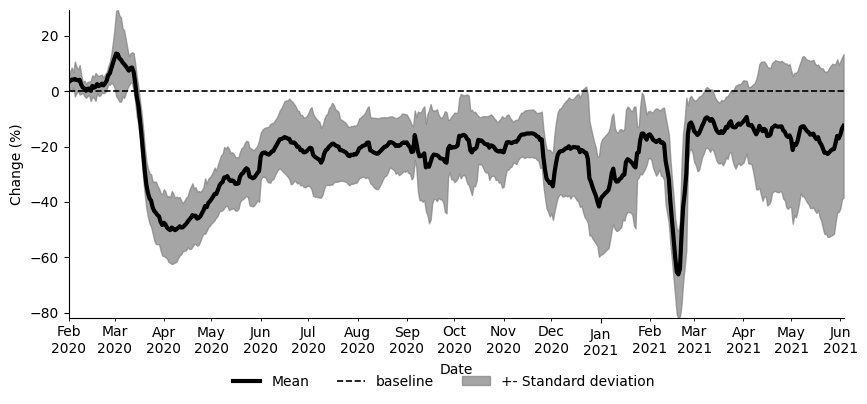 Change (%)
20
0
−20
−40
−60
−80
Feb Mar Apr May Jun Jul Aug Sep Oct Nov Dec Jan Feb Mar Apr May Jun
2020 2020 2020 2020 2020 2020 2020 2020 2020 2020 2020 2021 2021 2021 2021 2021 2021
Date
Mean baseline +- Standard deviation